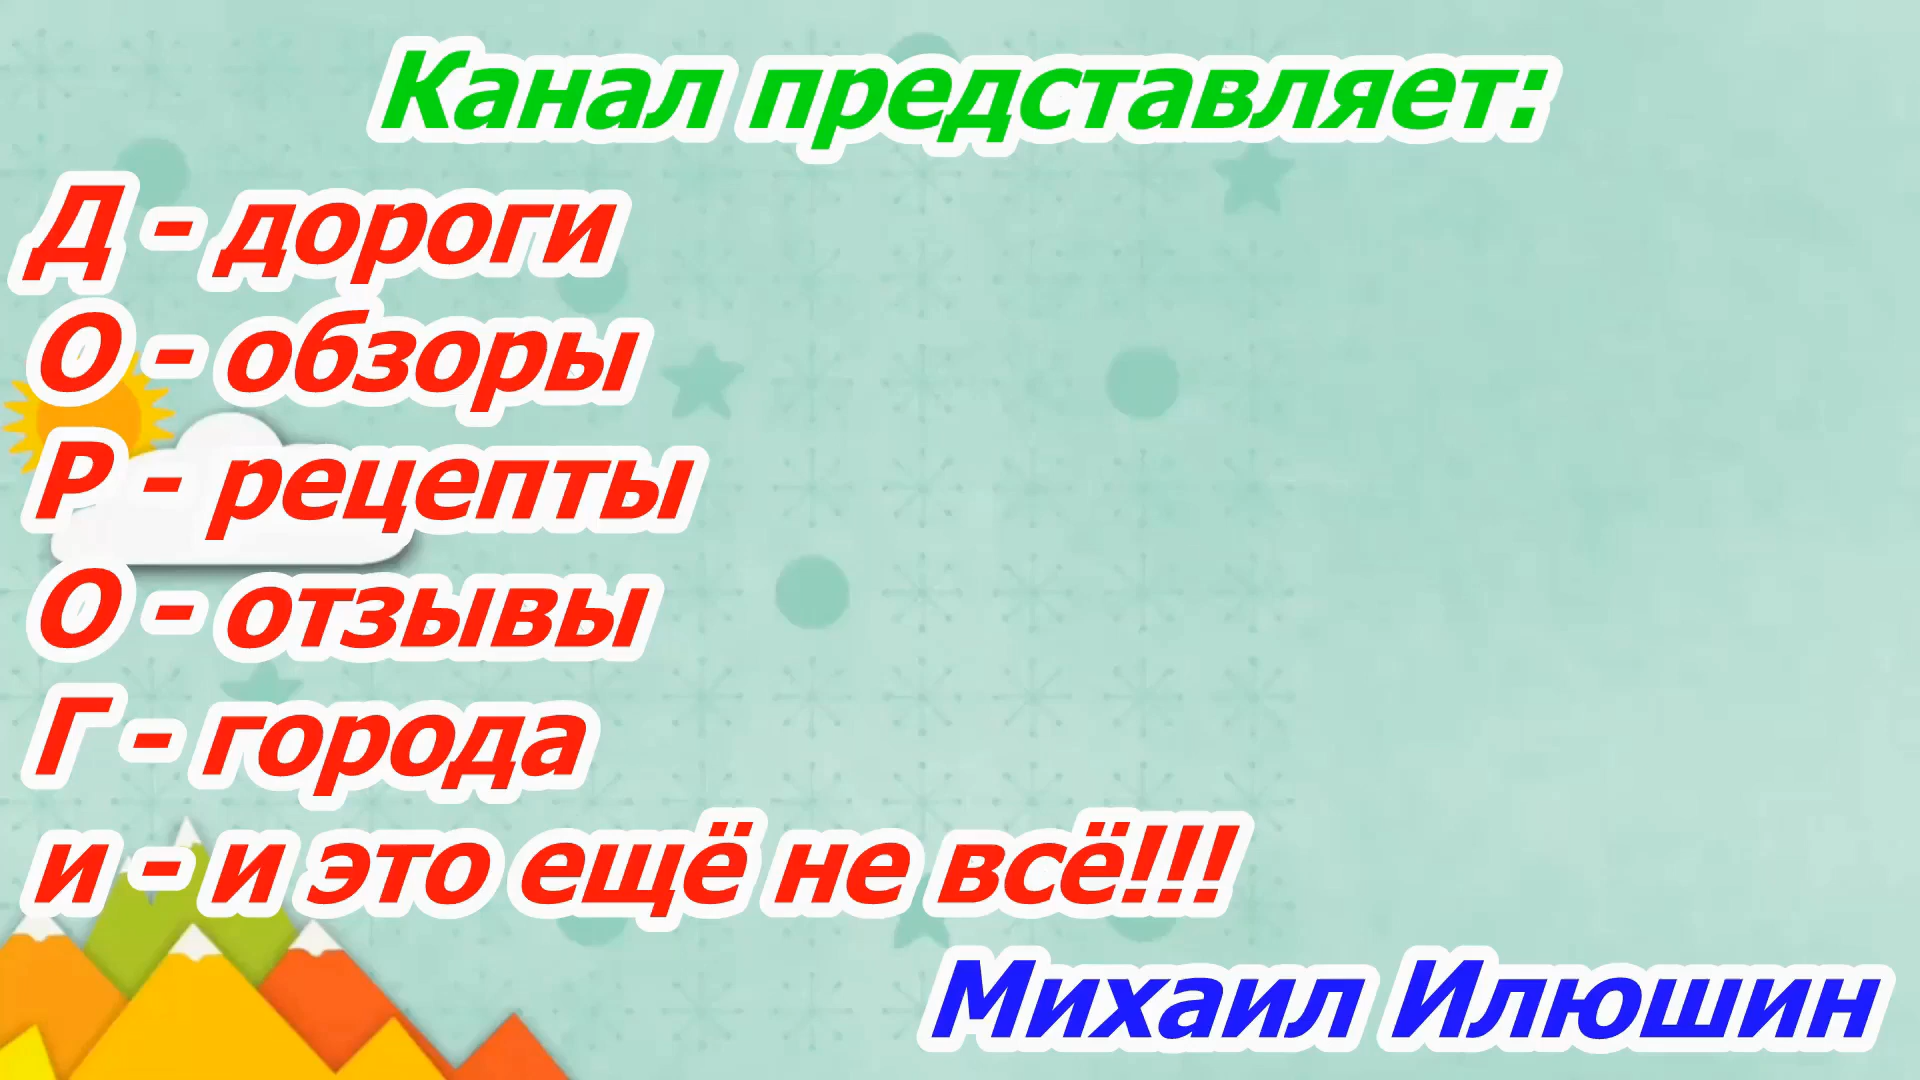 Канал представляет:
Д - дороги
О - обзоры
Р - рецепты
О - отзывы
Г - города
и - и это ещё не всё!!!
Михаил Илюшин